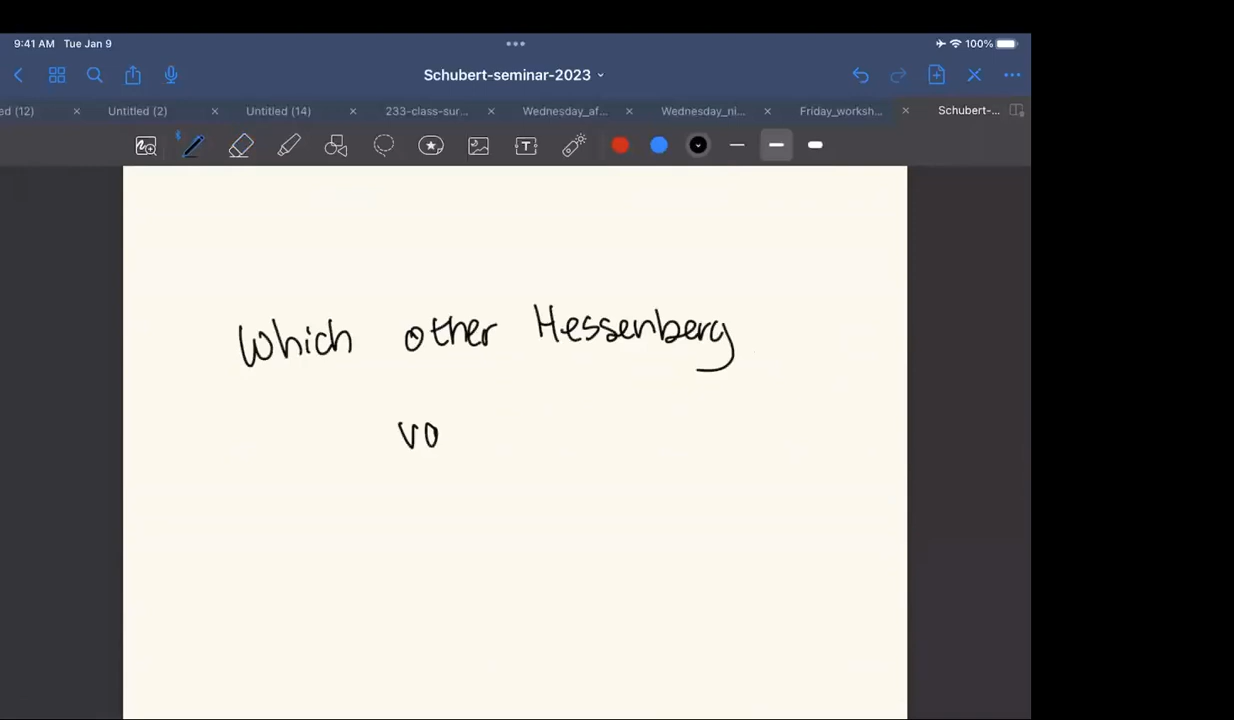 9:41 AM Tue Jan 9
100%
Schubert-seminar-2023
ed (12)
Untitled (2)
Untitled (14)
233-class-sur...
Wednesday_af...
Wednesday_ni...
Friday_worksh...
Schubert-...
Which other Hessenberg
va